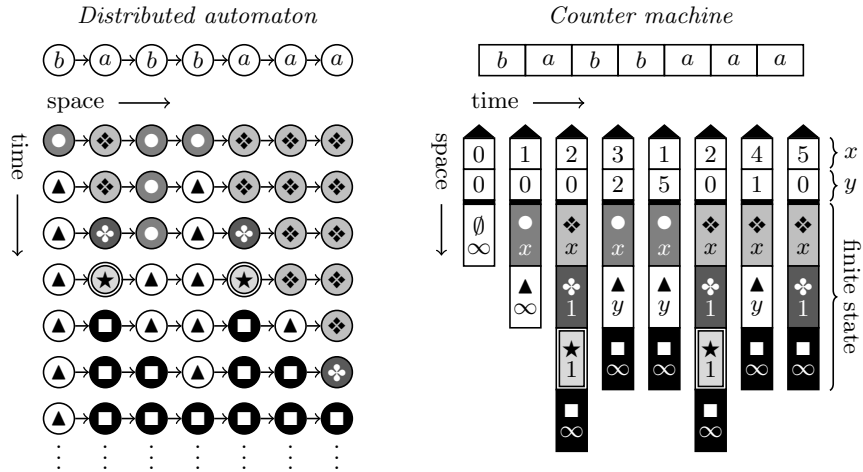 Distributed automaton
b a b b a a a
space
time
Counter machine
b a b b a a a
time
space
0 1 2 3 1 2 4 5 x
0 0 0 2 5 0 1 0 y
∅
∞ x x x x x x x
∞ 1 y y 1 y 1
1 ∞ ∞ 1 ∞ ∞
∞ ∞
finite state